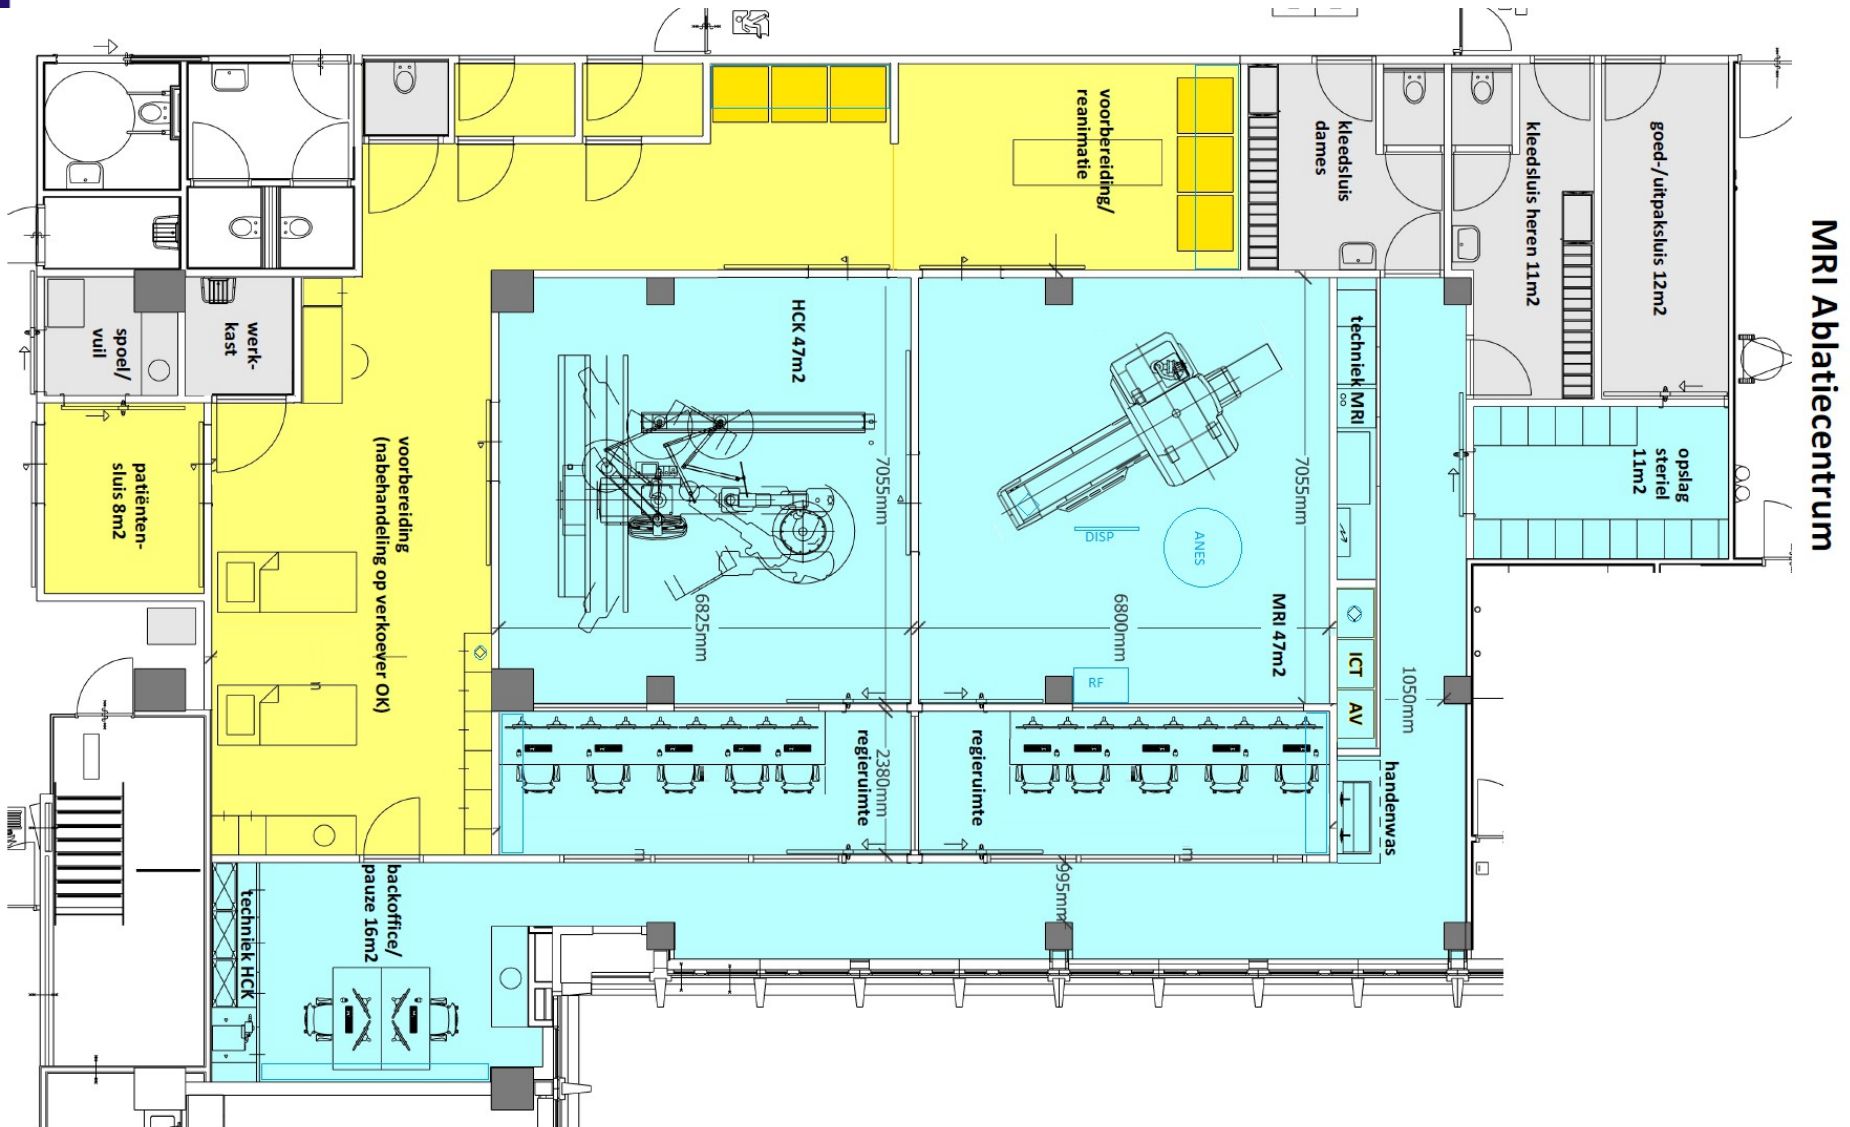 MRI Ablatiecentrum
goed-/uitpaksluis 12m2
kleedsluis heren 11m2
kleedsluis
dames
voorbereiding/
reanimatie
opslag
steriel
11m2
techniek MRI
HCK 47m2
werk-
kast
spoel/
vuil
patiënten-
sluis 8m2
voorbereiding
(nabehandeling op verkoever OK)
7055mm
7055mm
DISP
ANES
6825mm
6800mm
MRI 47m2
RF
ICT
AV
1050mm
regieruimte
2380mm
regieruimte
handenwas
995mm
backoffice/
pauze 16m2
techniek HCK